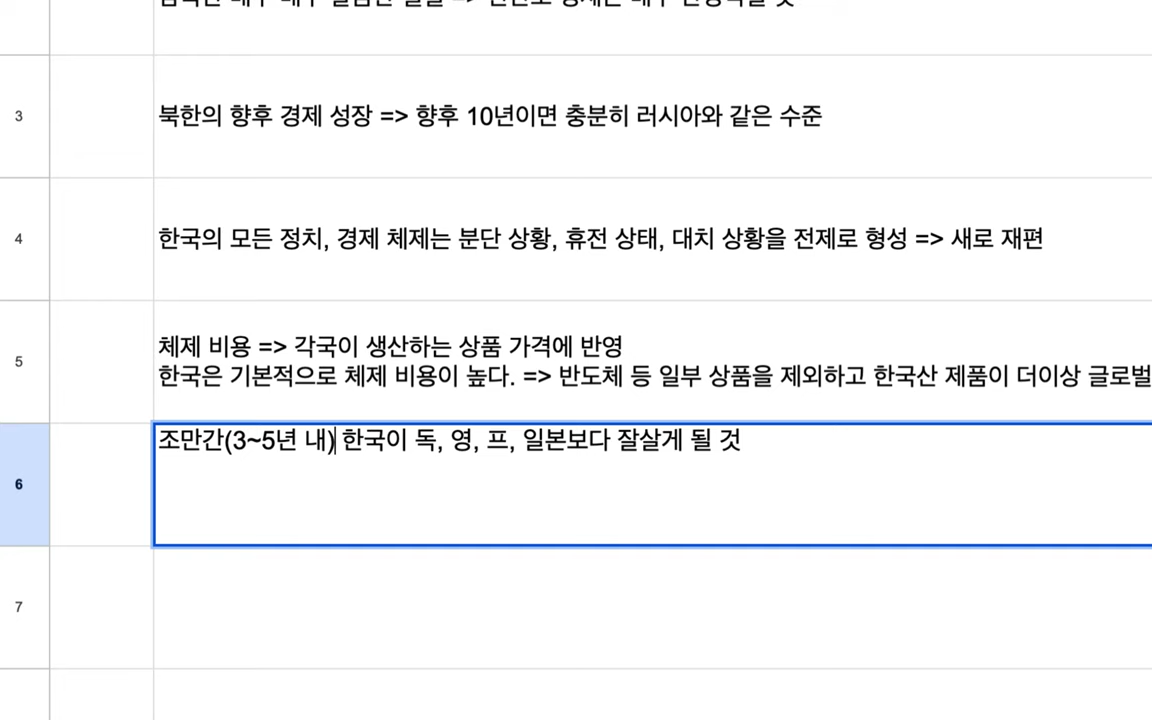 3
북한의 향후 경제 성장 => 향후 10년이면 충분히 러시아와 같은 수준
4
한국의 모든 정치, 경제 체제는 분단 상황, 휴전 상태, 대치 상황을 전제로 형성 => 새로 재편
5
체제 비용 => 각국이 생산하는 상품 가격에 반영
한국은 기본적으로 체제 비용이 높다. => 반도체 등 일부 상품을 제외하고 한국산 제품이 더이상 글로벌
6
조만간(3~5년 내) 한국이 독, 영, 프, 일본보다 잘살게 될 것
7